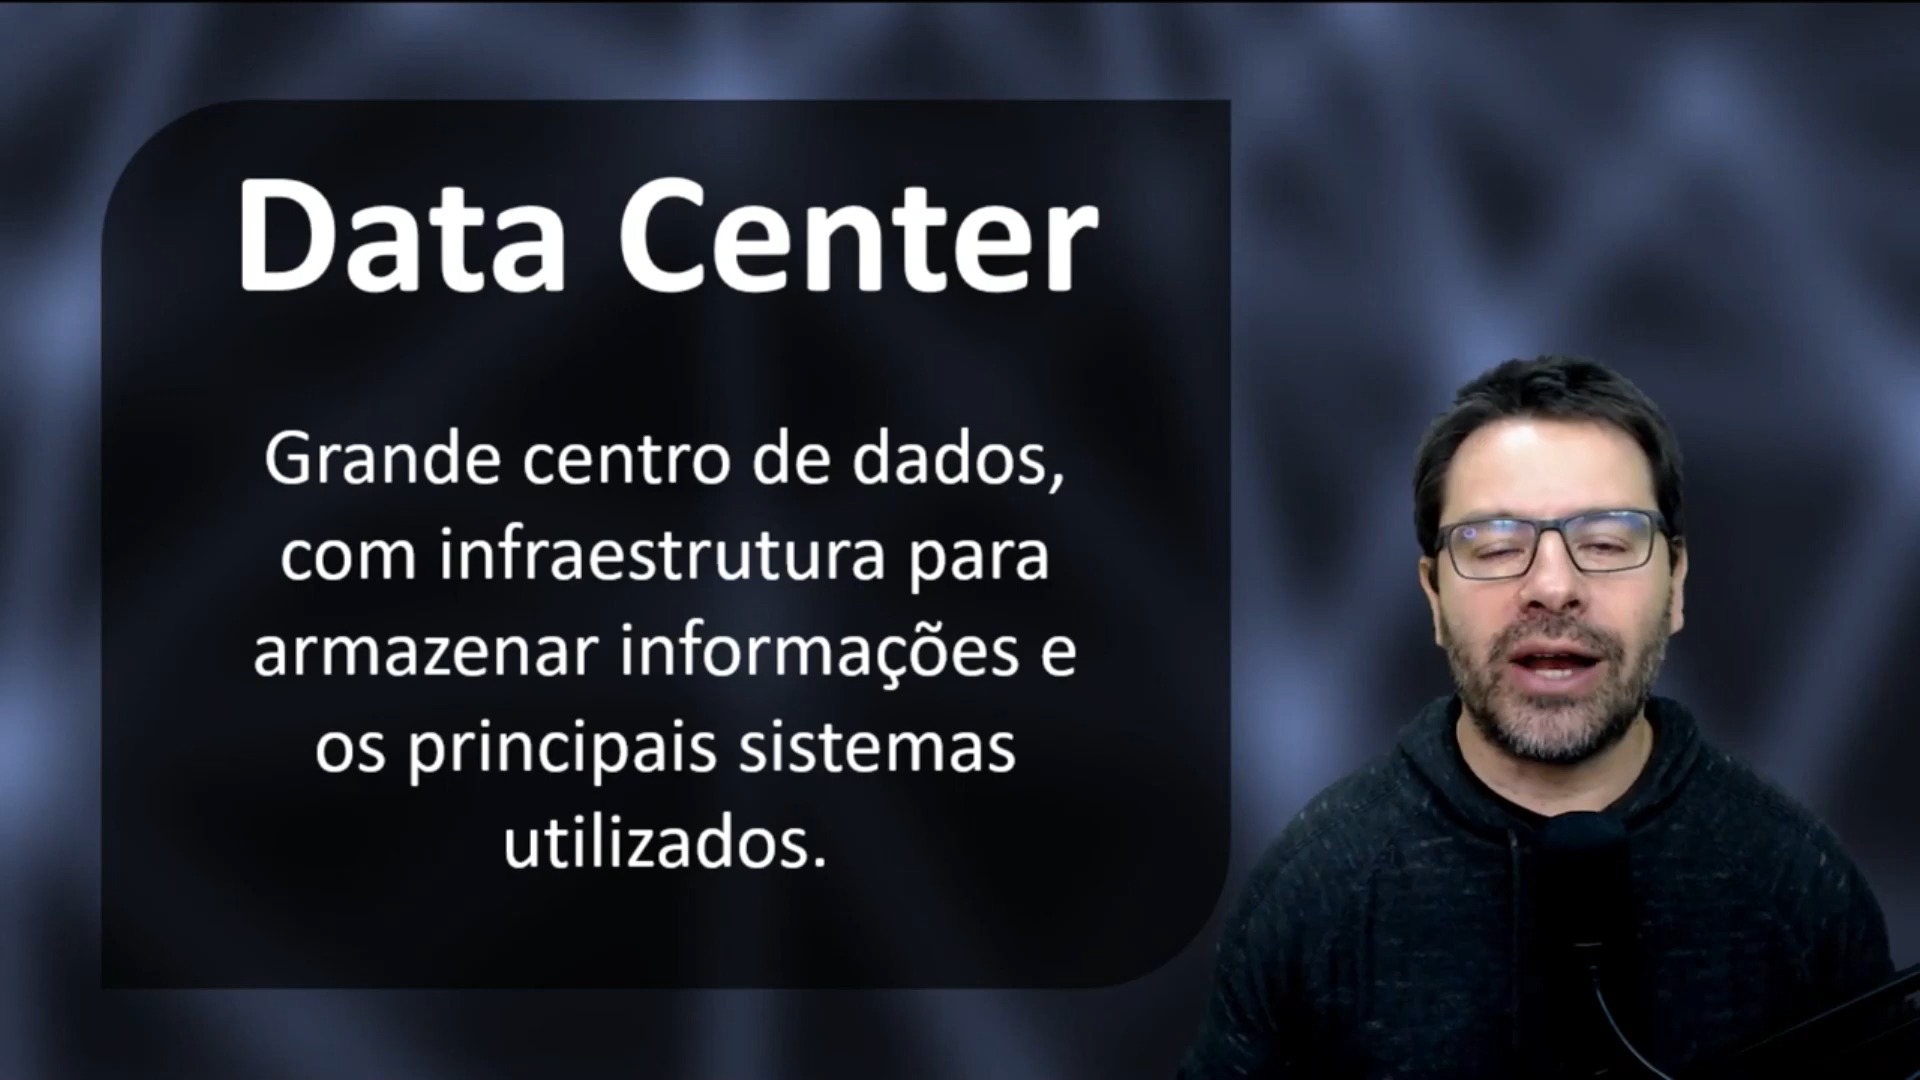 Data Center
Grande centro de dados,
com infraestrutura para
armazenar informações e
os principais sistemas
utilizados.